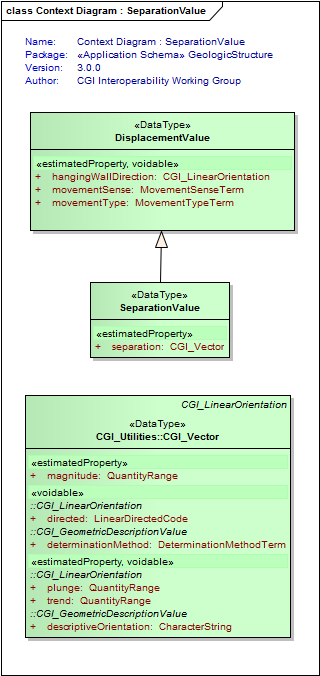 class Context Diagram : SeparationValue
Name: Context Diagram : SeparationValue
Package: «Application Schema» GeologicStructure
Version: 3.0.0
Author: CGI Interoperability Working Group
«DataType»
DisplacementValue
«estimatedProperty, voidable»
+ hangingWallDirection: CGI_LinearOrientation
+ movementSense: MovementSenseTerm
+ movementType: MovementTypeTerm
«DataType»
SeparationValue
«estimatedProperty»
+ separation: CGI_Vector
CGI_LinearOrientation
«DataType»
CGI_Utilities::CGI_Vector
«estimatedProperty»
+ magnitude: QuantityRange
«voidable»
::CGI_LinearOrientation
+ directed: LinearDirectedCode
::CGI_GeometricDescriptionValue
+ determinationMethod: DeterminationMethodTerm
«estimatedProperty, voidable»
::CGI_LinearOrientation
+ plunge: QuantityRange
+ trend: QuantityRange
::CGI_GeometricDescriptionValue
+ descriptiveOrientation: CharacterString